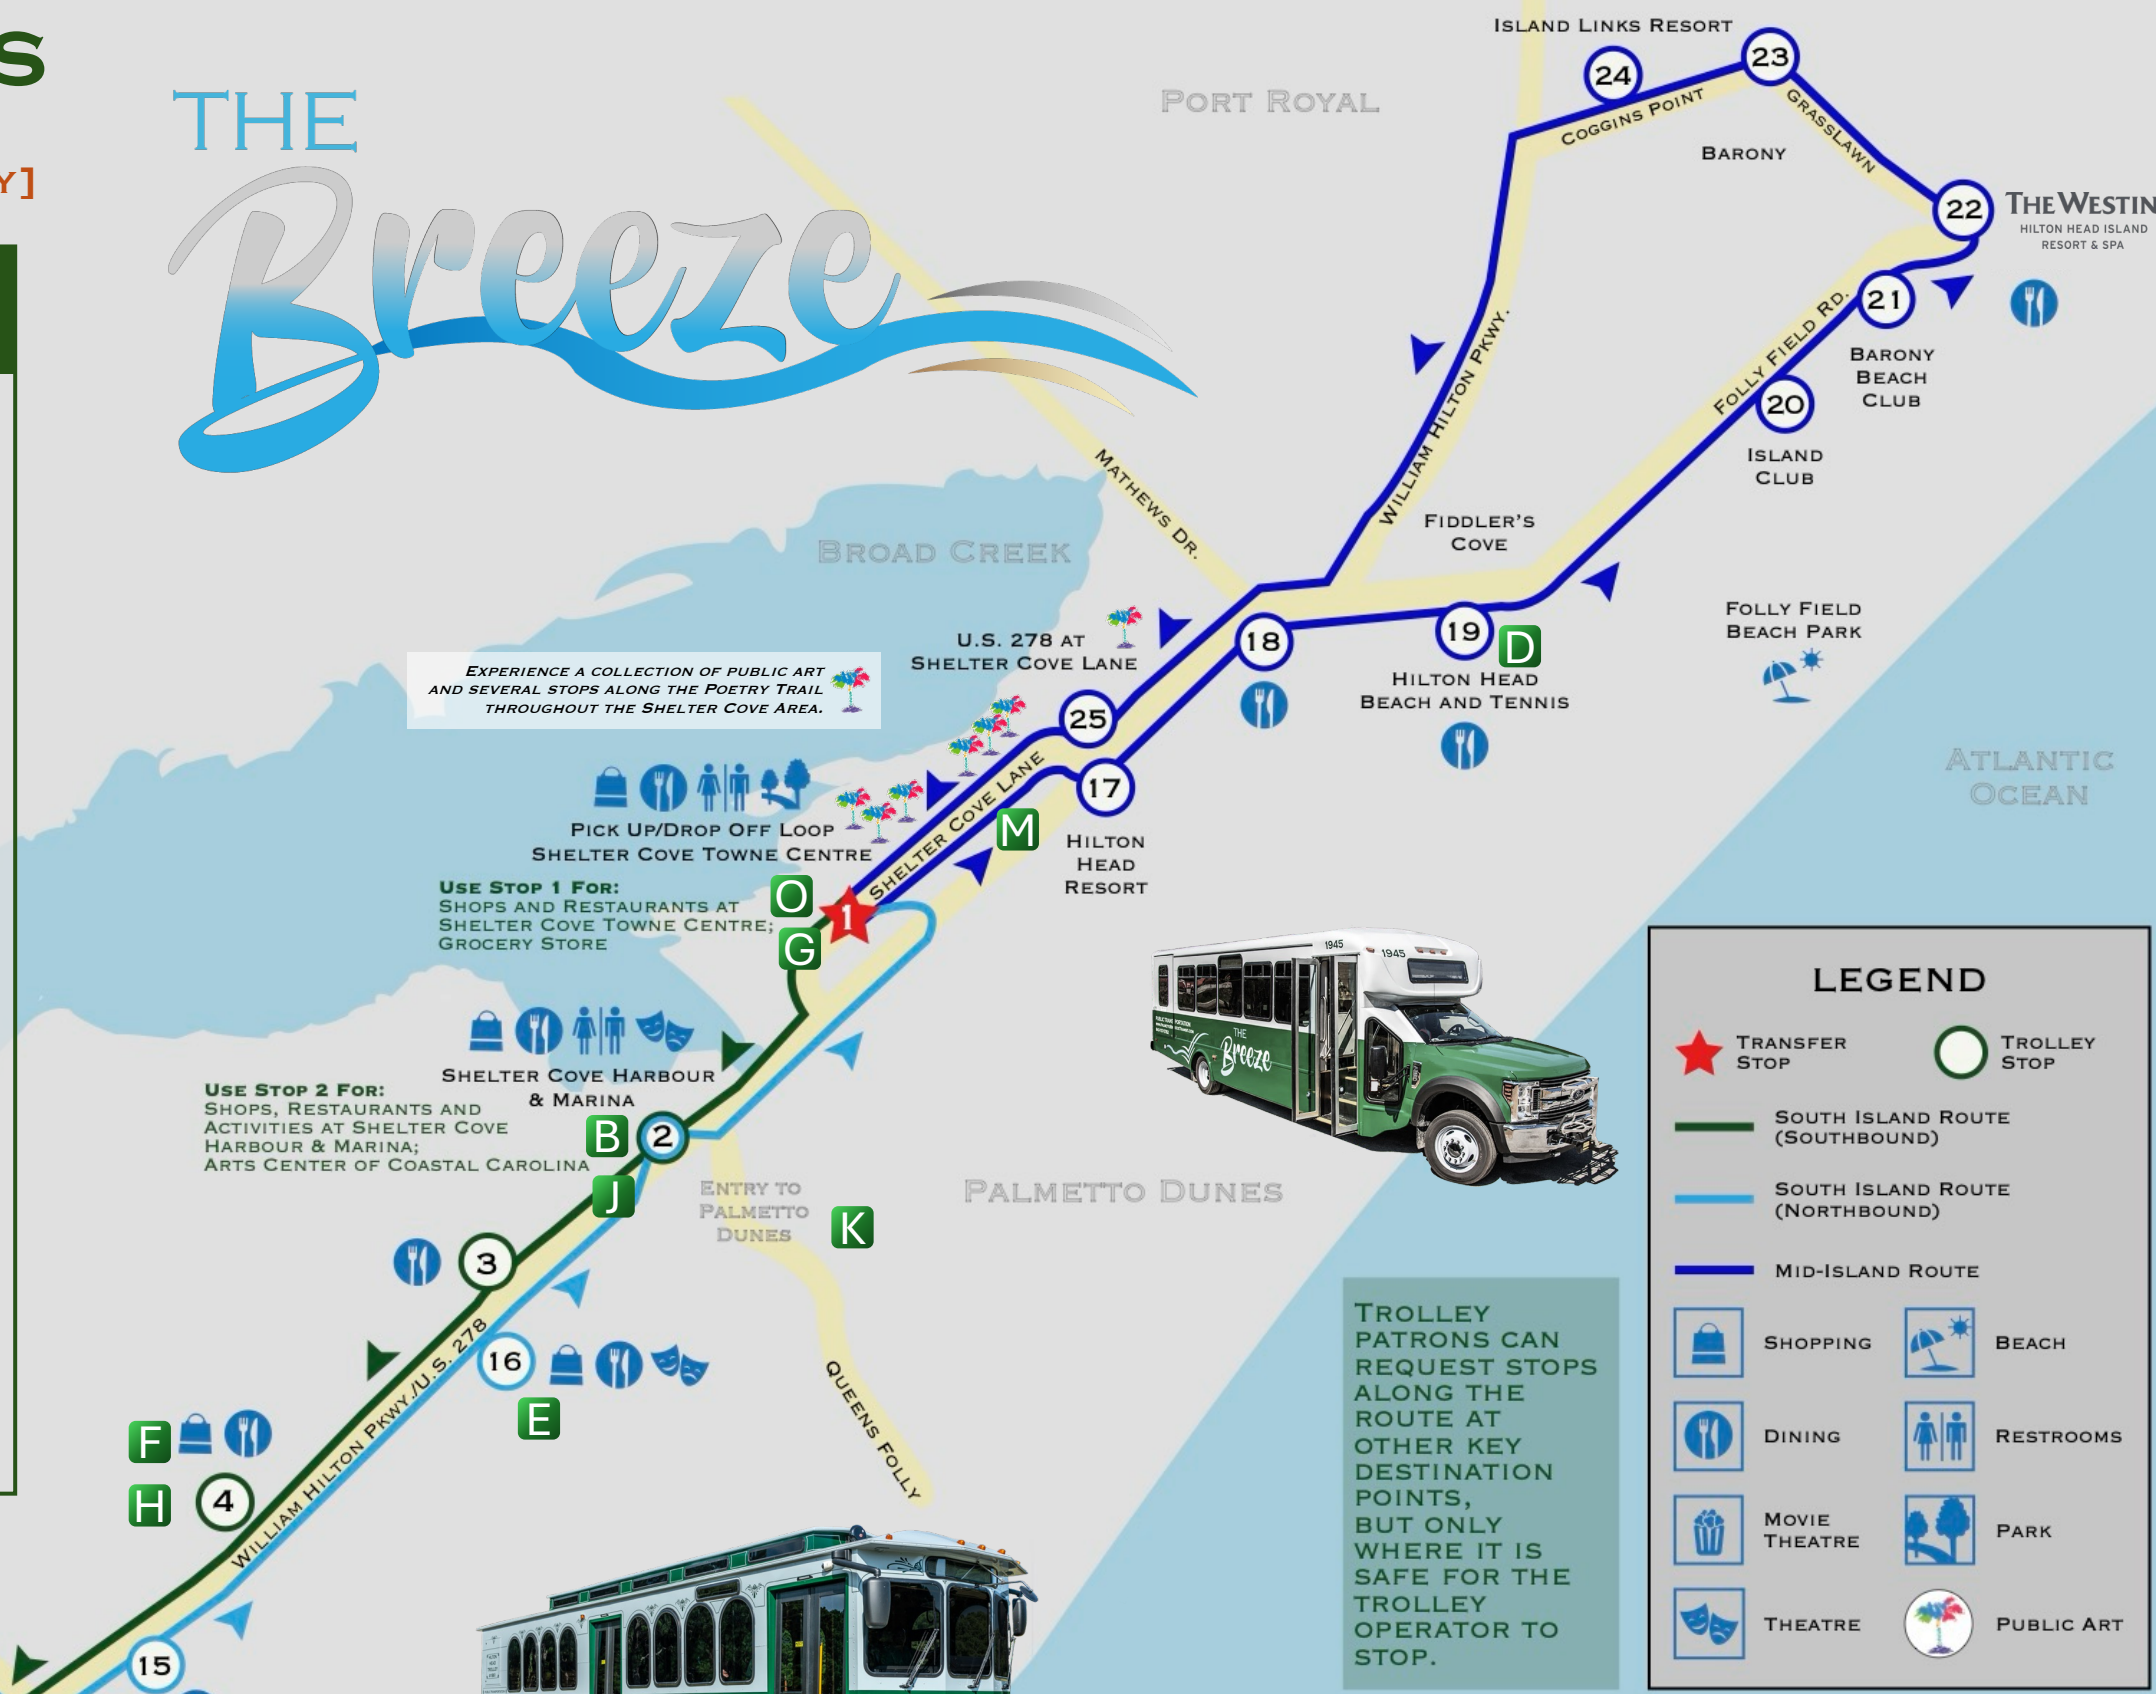 S
Y]
THE
Breeze
PORT ROYAL
ISLAND LINKS RESORT
24
23
COGGINS POINT
GRASSLAWN
BARONY
22
THE WESTIN
HILTON HEAD ISLAND
RESORT & SPA
21
BARONY
BEACH
CLUB
FOLLY FIELD RD.
20
ISLAND
CLUB
WILLIAM HILTON PKWY.
MATHEWS DR.
FIDDLER'S
COVE
BROAD CREEK
18
19
D
HILTON HEAD
BEACH AND TENNIS
FOLLY FIELD
BEACH PARK
ATLANTIC
OCEAN
U.S. 278 AT
SHELTER COVE LANE
EXPERIENCE A COLLECTION OF PUBLIC ART
AND SEVERAL STOPS ALONG THE POETRY TRAIL
THROUGHOUT THE SHELTER COVE AREA.
25
17
SHELTER COVE LANE
M
HILTON
HEAD
RESORT
PICK UP/DROP OFF LOOP
SHELTER COVE TOWNE CENTRE
USE STOP 1 FOR:
SHOPS AND RESTAURANTS AT
SHELTER COVE TOWNE CENTRE;
GROCERY STORE
O
1
G
SHELTER COVE HARBOUR
& MARINA
USE STOP 2 FOR:
SHOPS, RESTAURANTS AND
ACTIVITIES AT SHELTER COVE
HARBOUR & MARINA;
ARTS CENTER OF COASTAL CAROLINA
B
2
J
ENTRY TO
PALMETTO
DUNES
K
PALMETTO DUNES
3
16
E
QUEENS FOLLY
WILLIAM HILTON PKWY./U.S. 278
F
H
4
15
1945
1945
THE
Breeze
TROLLEY
PATRONS CAN
REQUEST STOPS
ALONG THE
ROUTE AT
OTHER KEY
DESTINATION
POINTS,
BUT ONLY
WHERE IT IS
SAFE FOR THE
TROLLEY
OPERATOR TO
STOP.
LEGEND
TRANSFER
STOP
TROLLEY
STOP
SOUTH ISLAND ROUTE
(SOUTHBOUND)
SOUTH ISLAND ROUTE
(NORTHBOUND)
MID-ISLAND ROUTE
SHOPPING
BEACH
DINING
RESTROOMS
MOVIE
THEATRE
PARK
THEATRE
PUBLIC ART